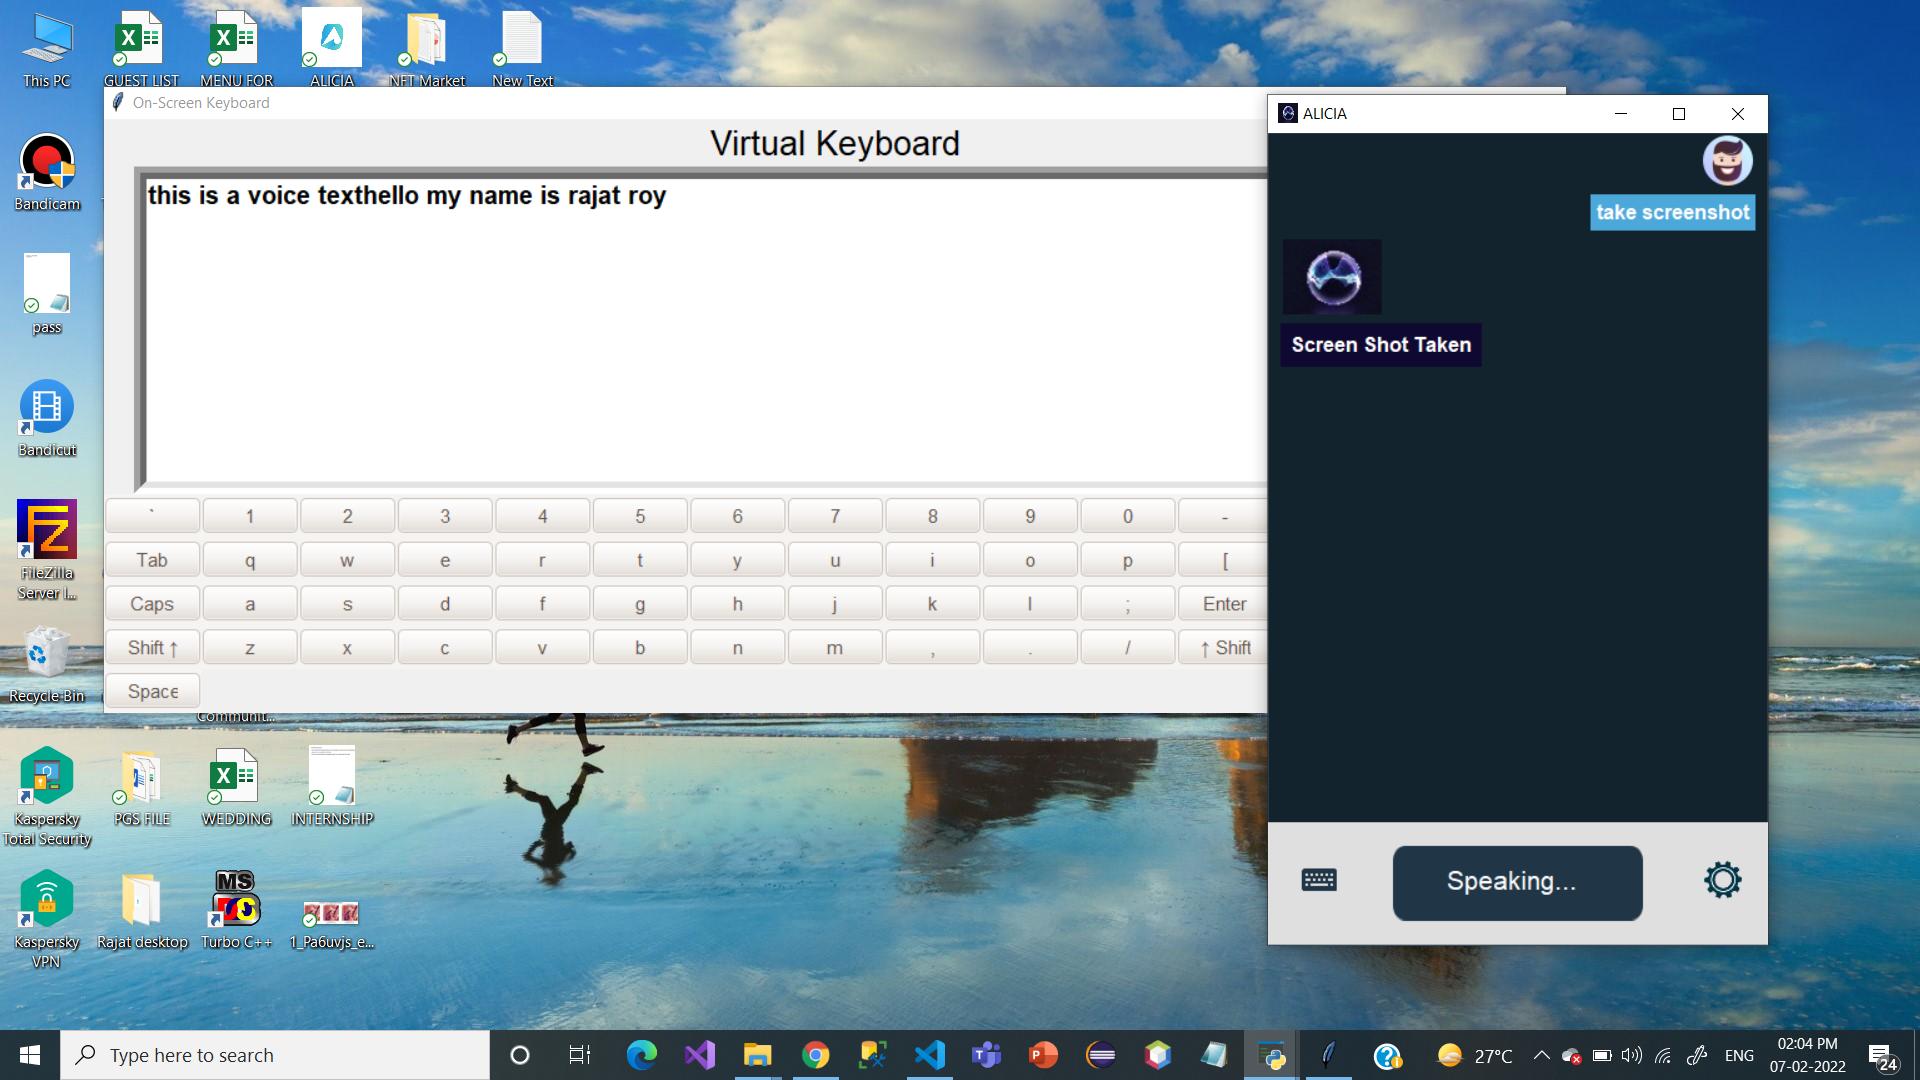 This PC
GUEST LIST
MENU FOR
ALICIA
NFT Market
New Text
On-Screen Keyboard
Virtual Keyboard
this is a voice texthello my name is rajat roy
` 1 2 3 4 5 6 7 8 9 0 -
Tab q w e r t y u i o p [
Caps a s d f g h j k l ; Enter
Shift ↑ z x c v b n m , . / ↑ Shift
Space
ALICIA
take screenshot
Screen Shot Taken
Speaking...
Bandicam
pass
Bandicut
FileZilla
Server I...
Recycle Bin
Communit...
Kaspersky
Total Security
PGS FILE
WEDDING
INTERNSHIP
Kaspersky
VPN
Rajat desktop
MS
Turbo C++
1_Pa6uvjs_e...
Type here to search
27°C
ENG
02:04 PM
07-02-2022
24